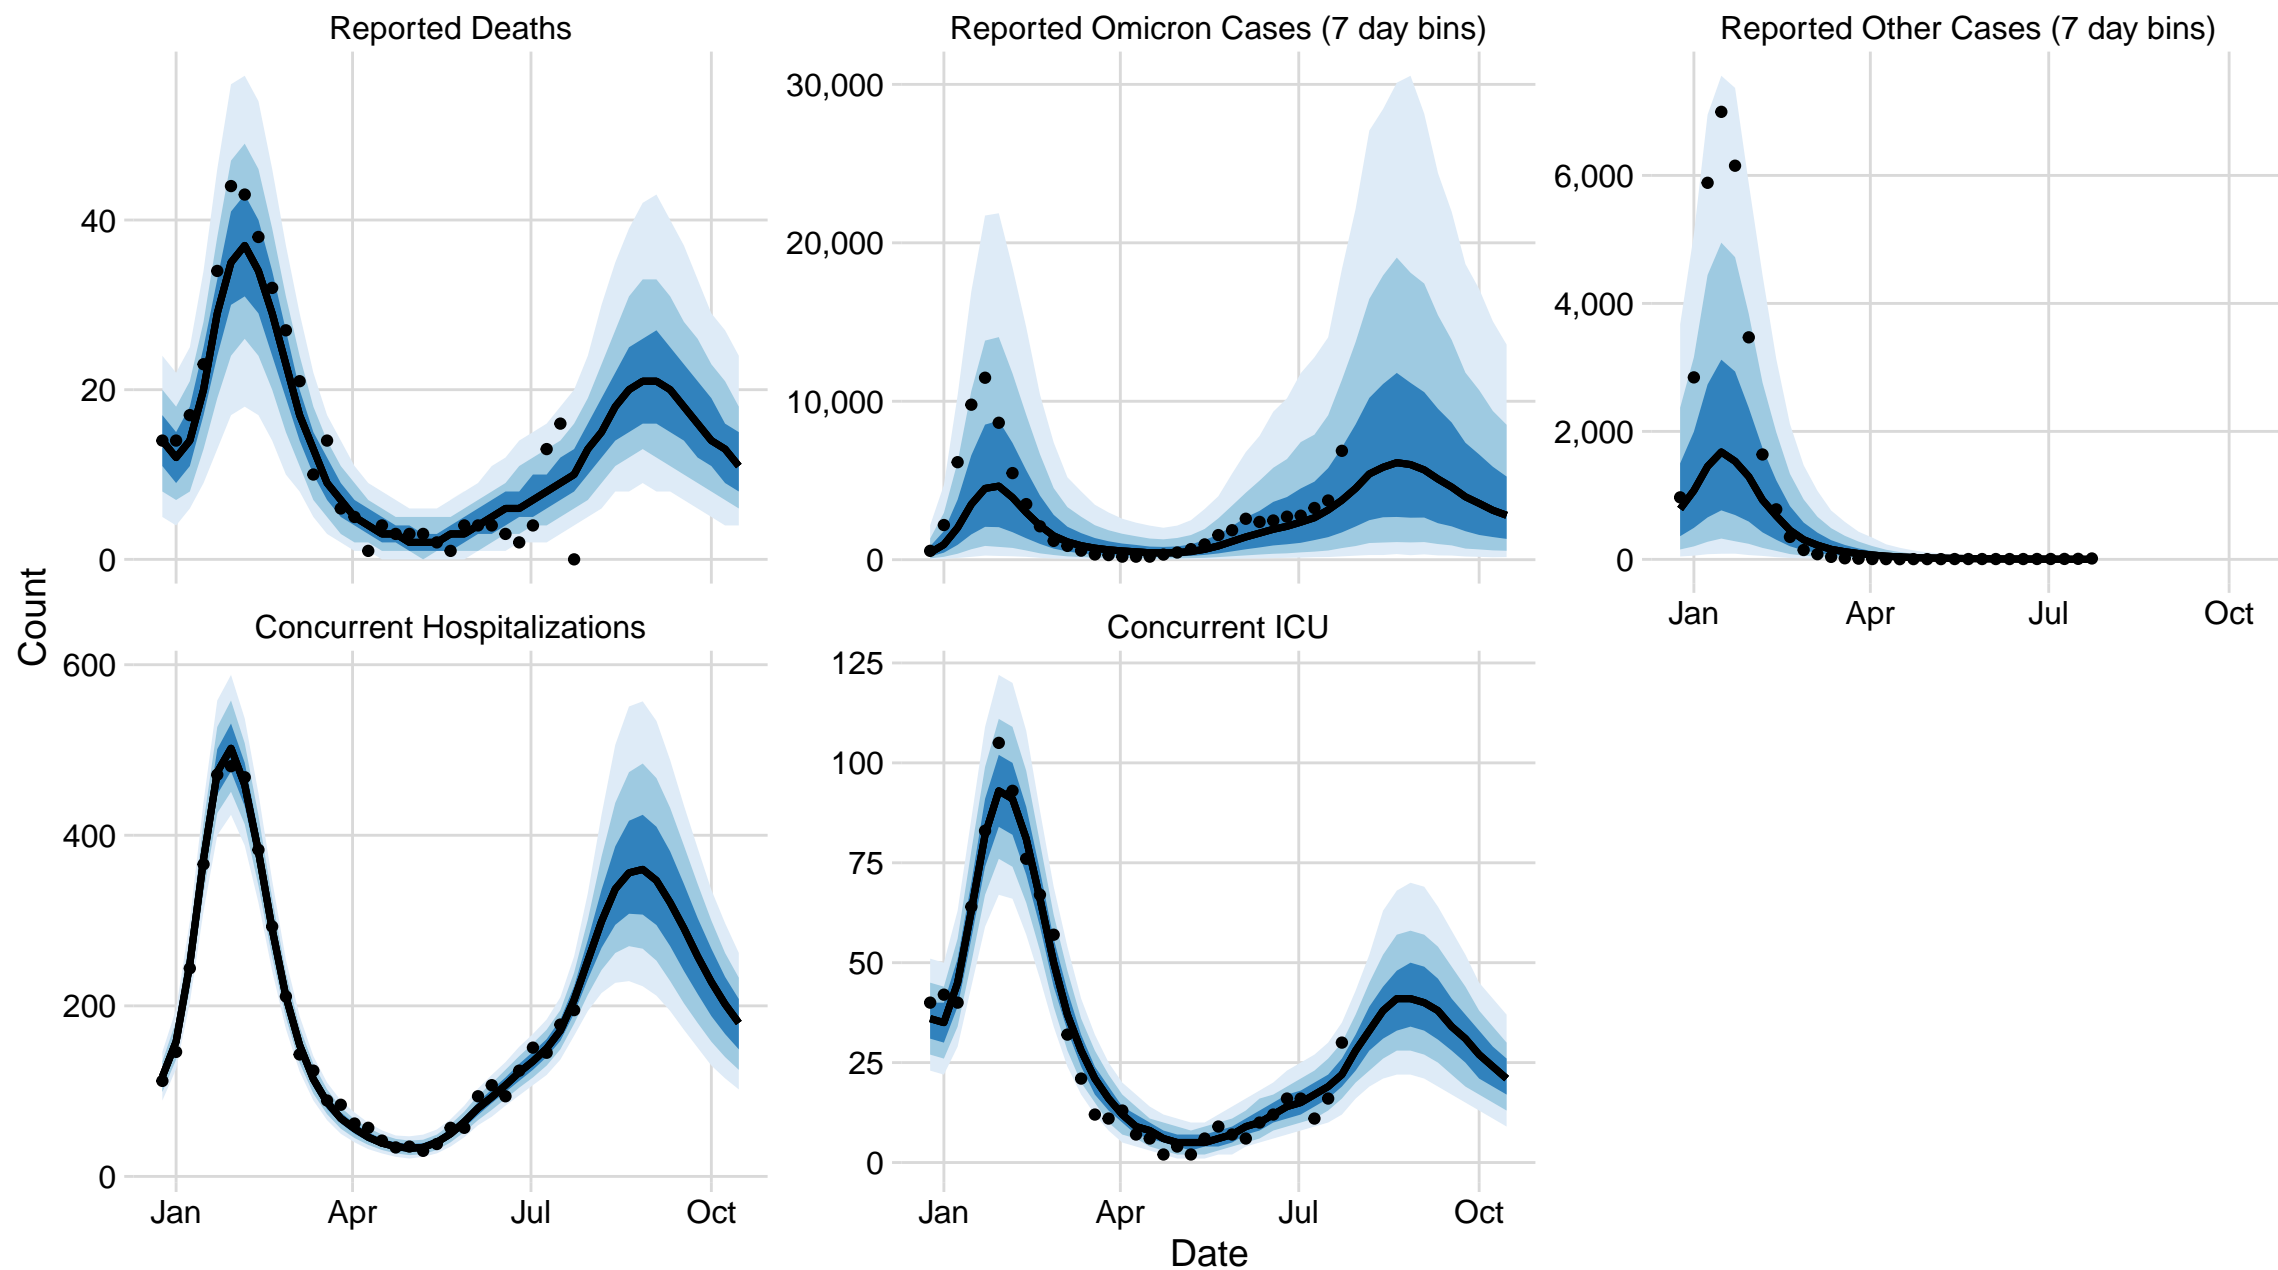 Reported Deaths
Reported Omicron Cases (7 day bins)
Reported Other Cases (7 day bins)
40
20
0
30,000
20,000
10,000
0
6,000
4,000
2,000
0
Jan Apr Jul Oct
Count
Concurrent Hospitalizations
Concurrent ICU
600
400
200
0
125
100
75
50
25
0
Jan Apr Jul Oct
Jan Apr Jul Oct
Date